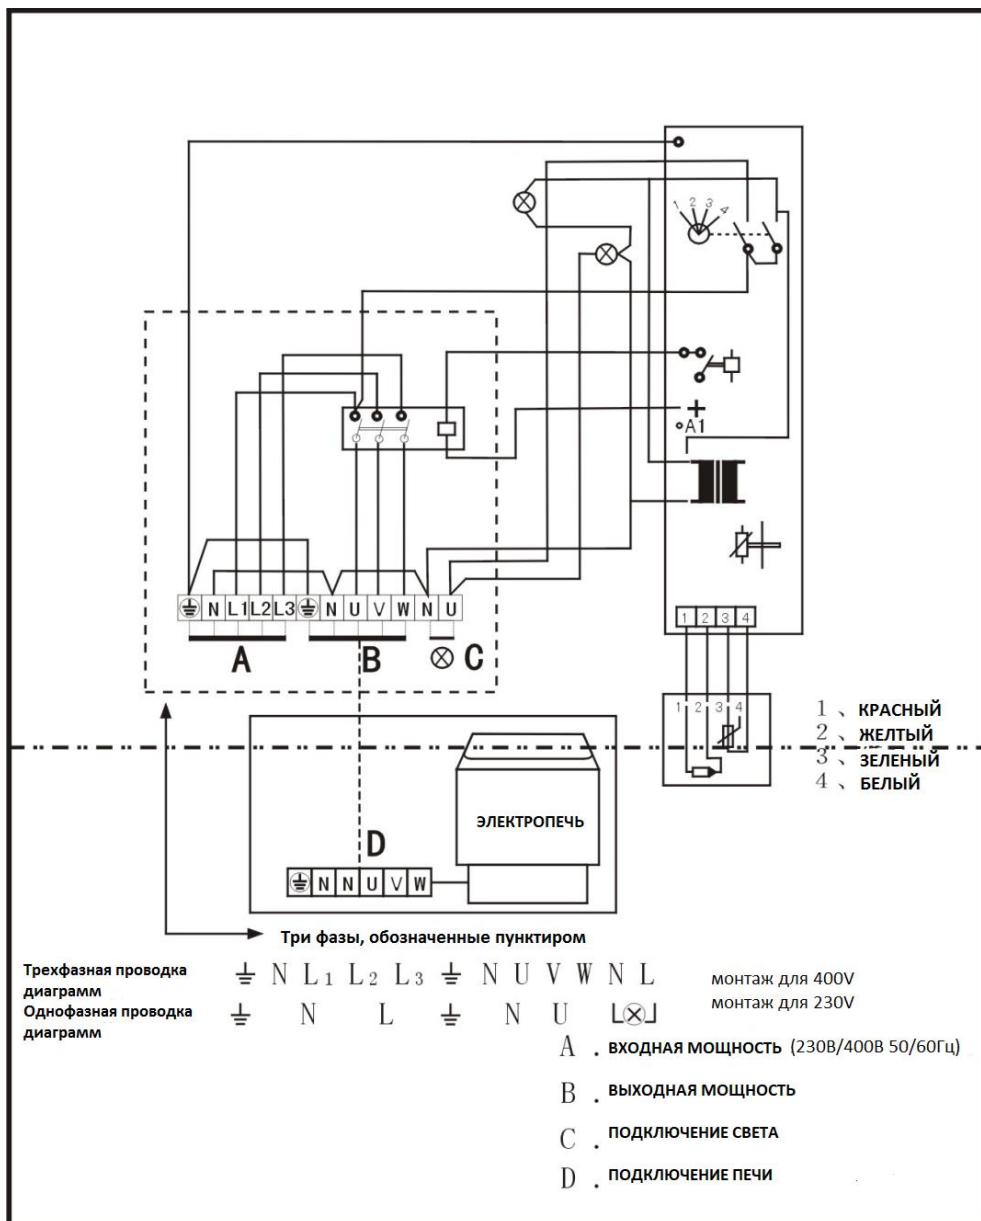 1 2 3 4
A1
⏚ N L1 L2 L3 ⏚ N U V W N U
A B C
1 2 3 4
1 2 3 4
1、КРАСНЫЙ
2、ЖЕЛТЫЙ
3、ЗЕЛЕНЫЙ
4、БЕЛЫЙ
ЭЛЕКТРОПЕЧЬ
D
⏚ N N U V W
Три фазы, обозначенные пунктиром
Трехфазная проводка ⏚ N L1 L2 L3 ⏚ N U V W N L монтаж для 400V
диаграмм
Однофазная проводка ⏚ N L ⏚ N U L⊗L монтаж для 230V
диаграмм
A . ВХОДНАЯ МОЩНОСТЬ (230В/400В 50/60Гц)
B . ВЫХОДНАЯ МОЩНОСТЬ
C . ПОДКЛЮЧЕНИЕ СВЕТА
D . ПОДКЛЮЧЕНИЕ ПЕЧИ